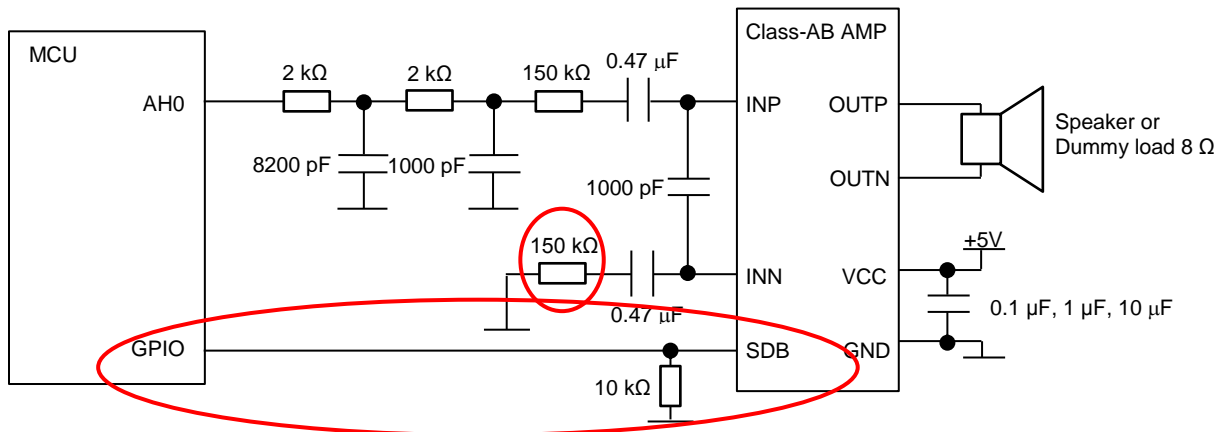 MCU
AH0
GPIO
2 kΩ
2 kΩ
150 kΩ
0.47 μF
8200 pF
1000 pF
1000 pF
150 kΩ
0.47 μF
10 kΩ
Class-AB AMP
INP
INN
SDB
OUTP
OUTN
VCC
GND
Speaker or
Dummy load 8 Ω
+5V
0.1 μF, 1 μF, 10 μF